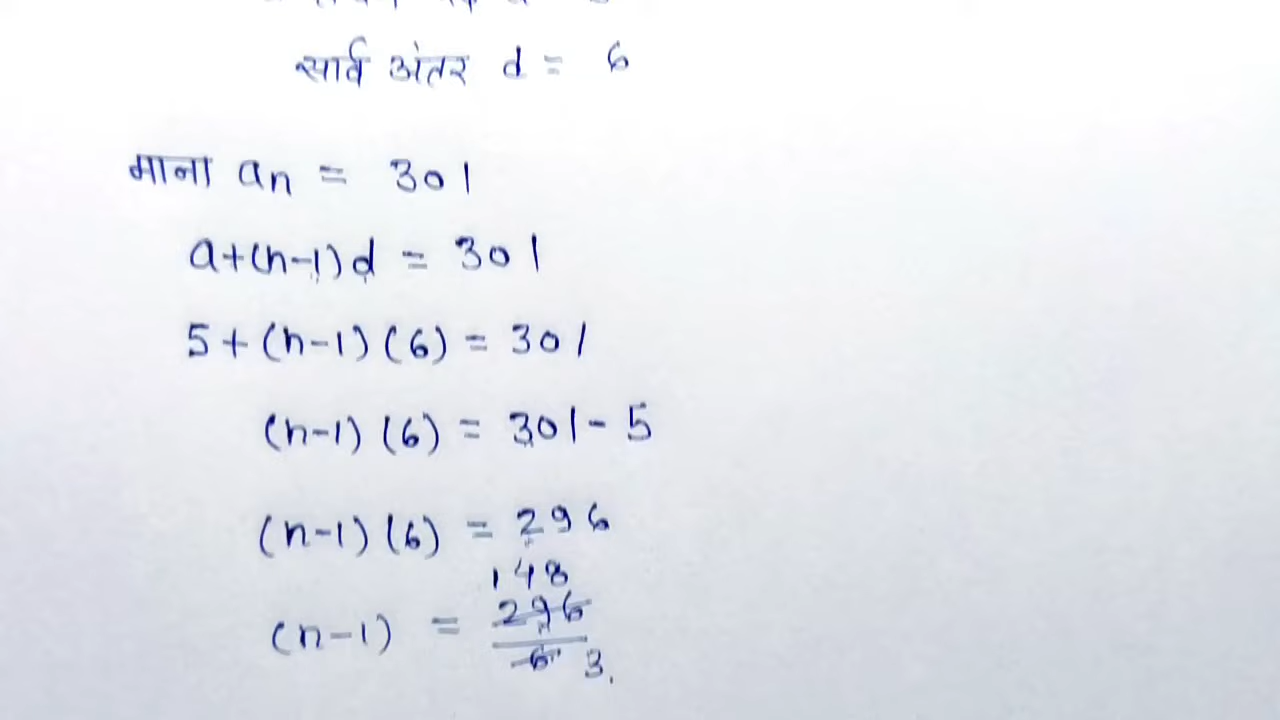 सार्व अंतर d = 6
माना an = 301
a+(n-1)d = 301
5+(n-1)(6) = 301
(n-1)(6) = 301-5
(n-1)(6) = 296
148
(n-1) = 296
6 3.